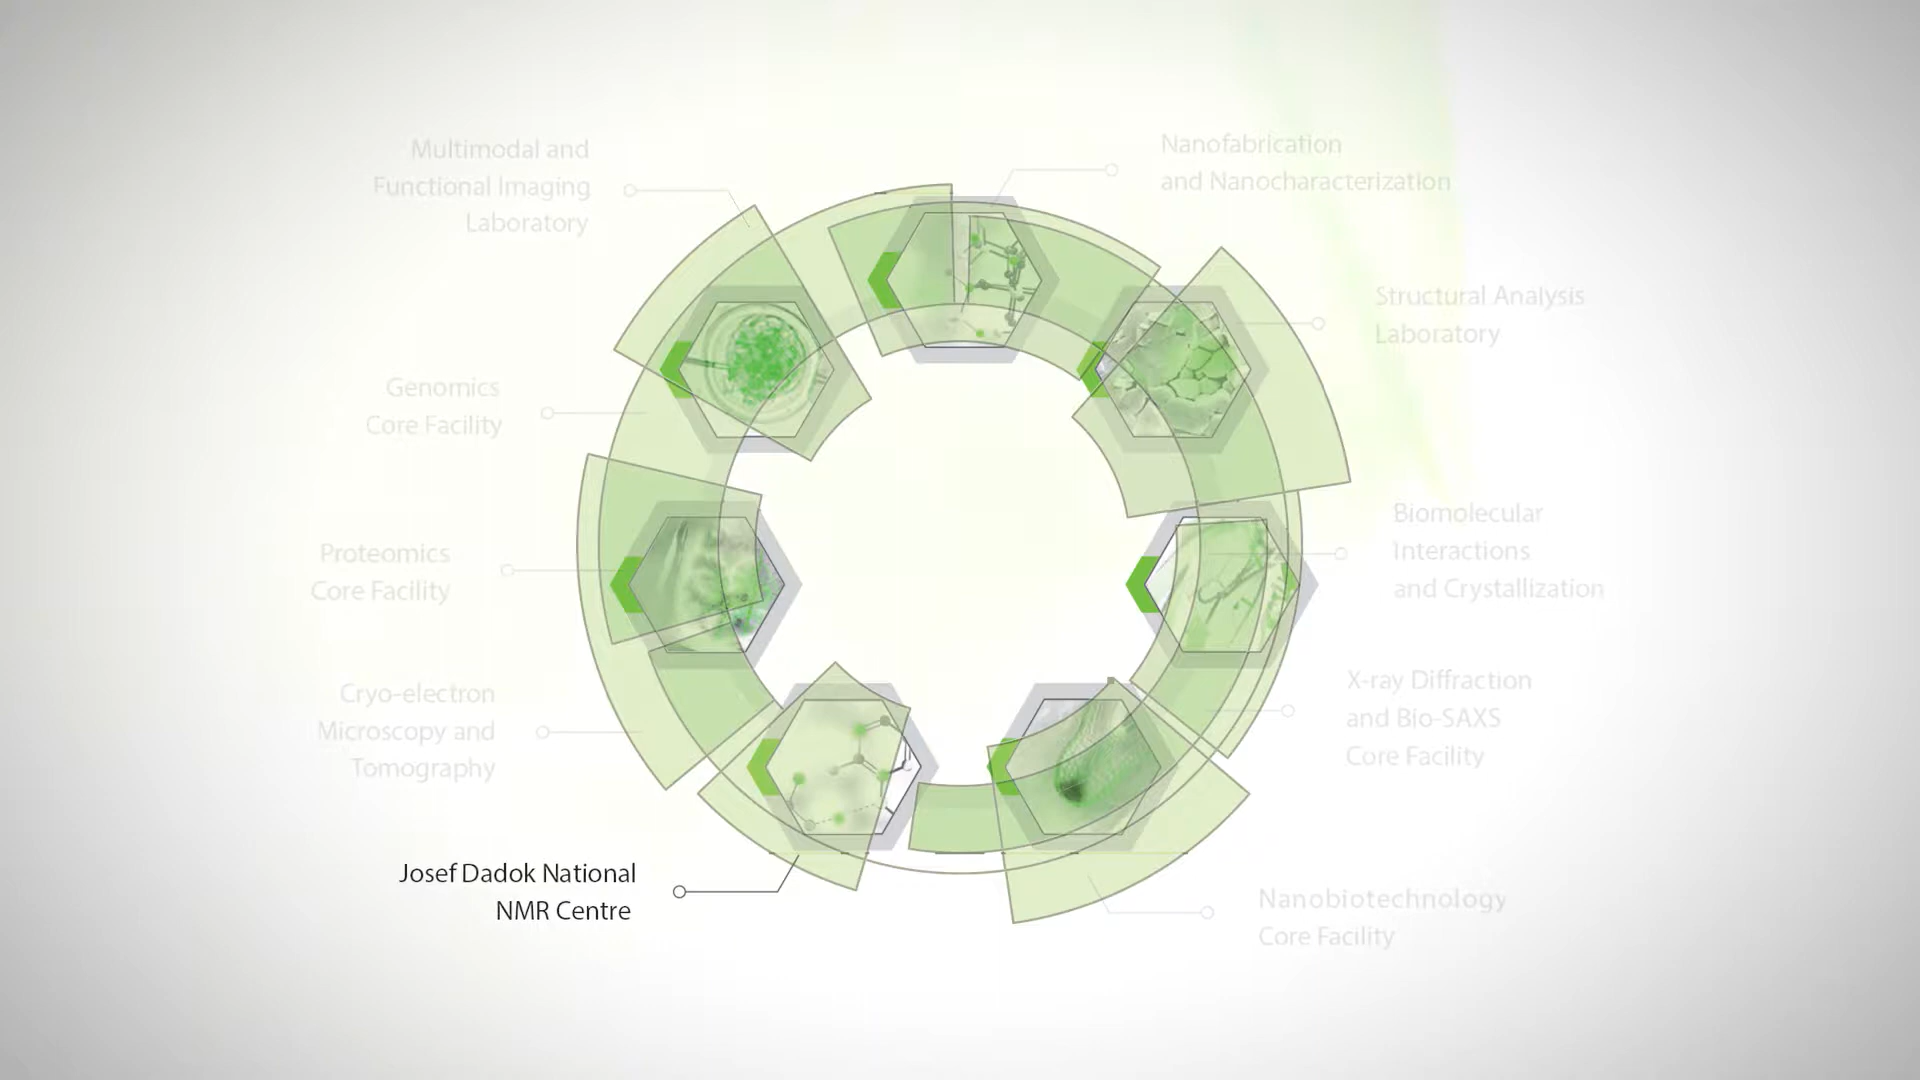 Multimodal and
Functional Imaging
Laboratory
Nanofabrication
and Nanocharacterization
Structural Analysis
Laboratory
Genomics
Core Facility
Biomolecular
Interactions
and Crystallization
Proteomics
Core Facility
Cryo-electron
Microscopy and
Tomography
X-ray Diffraction
and Bio-SAXS
Core Facility
Josef Dadok National
NMR Centre
Nanobiotechnology
Core Facility